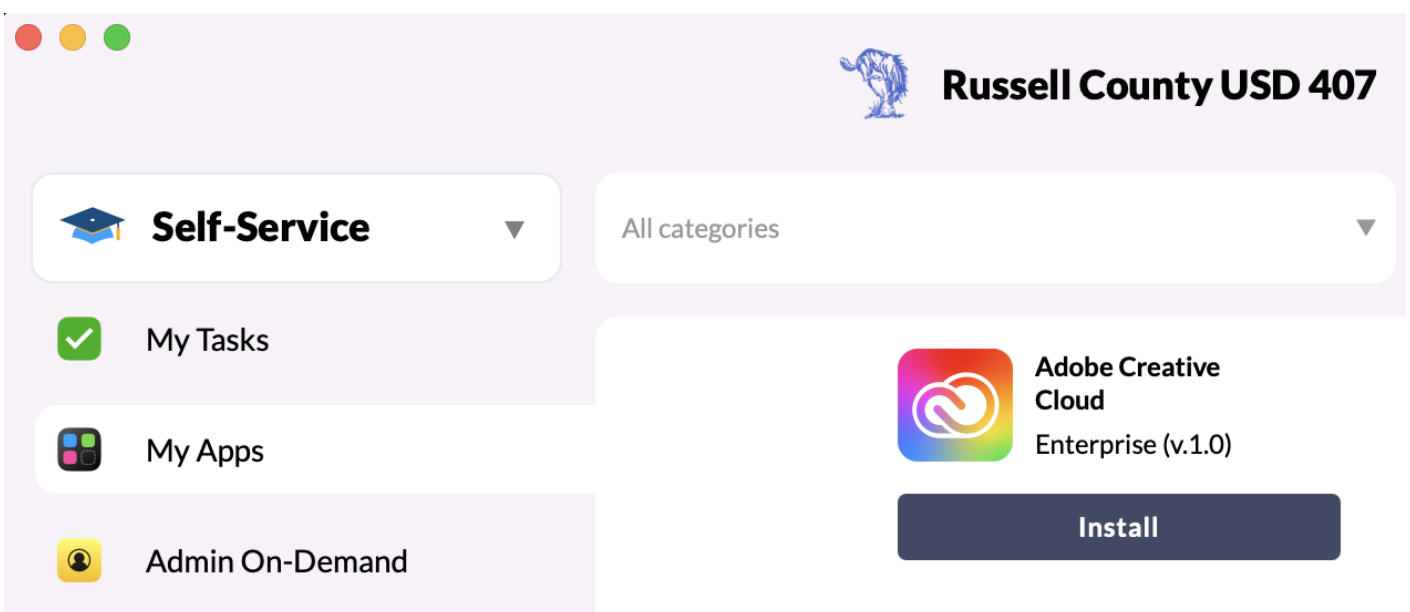 Russell County USD 407
Self-Service ▼
All categories ▼
My Tasks
My Apps
Admin On-Demand
Adobe Creative
Cloud
Enterprise (v.1.0)
Install